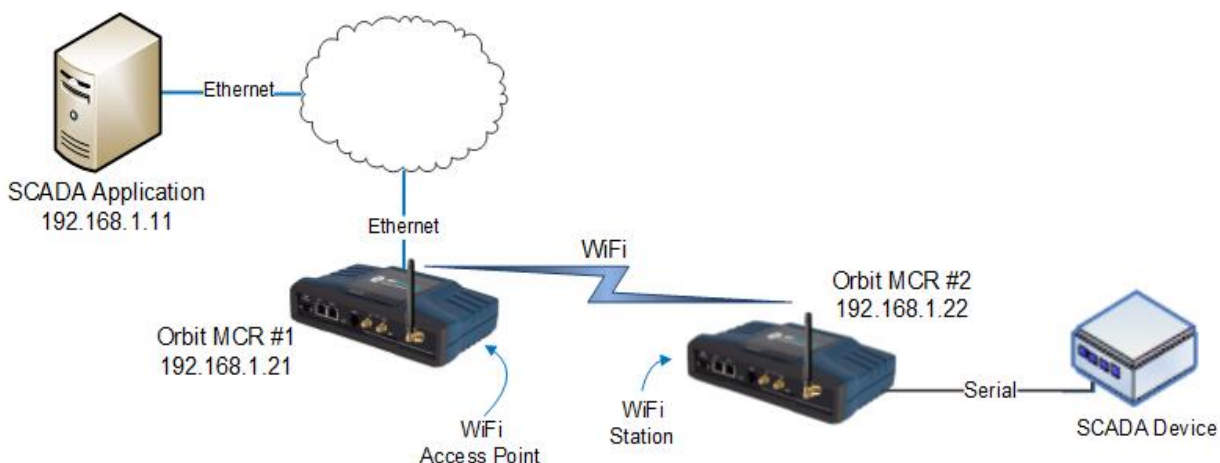 Ethernet
SCADA Application
192.168.1.11
Ethernet
WiFi
Orbit MCR #1
192.168.1.21
Orbit MCR #2
192.168.1.22
WiFi
Access Point
WiFi
Station
Serial
SCADA Device